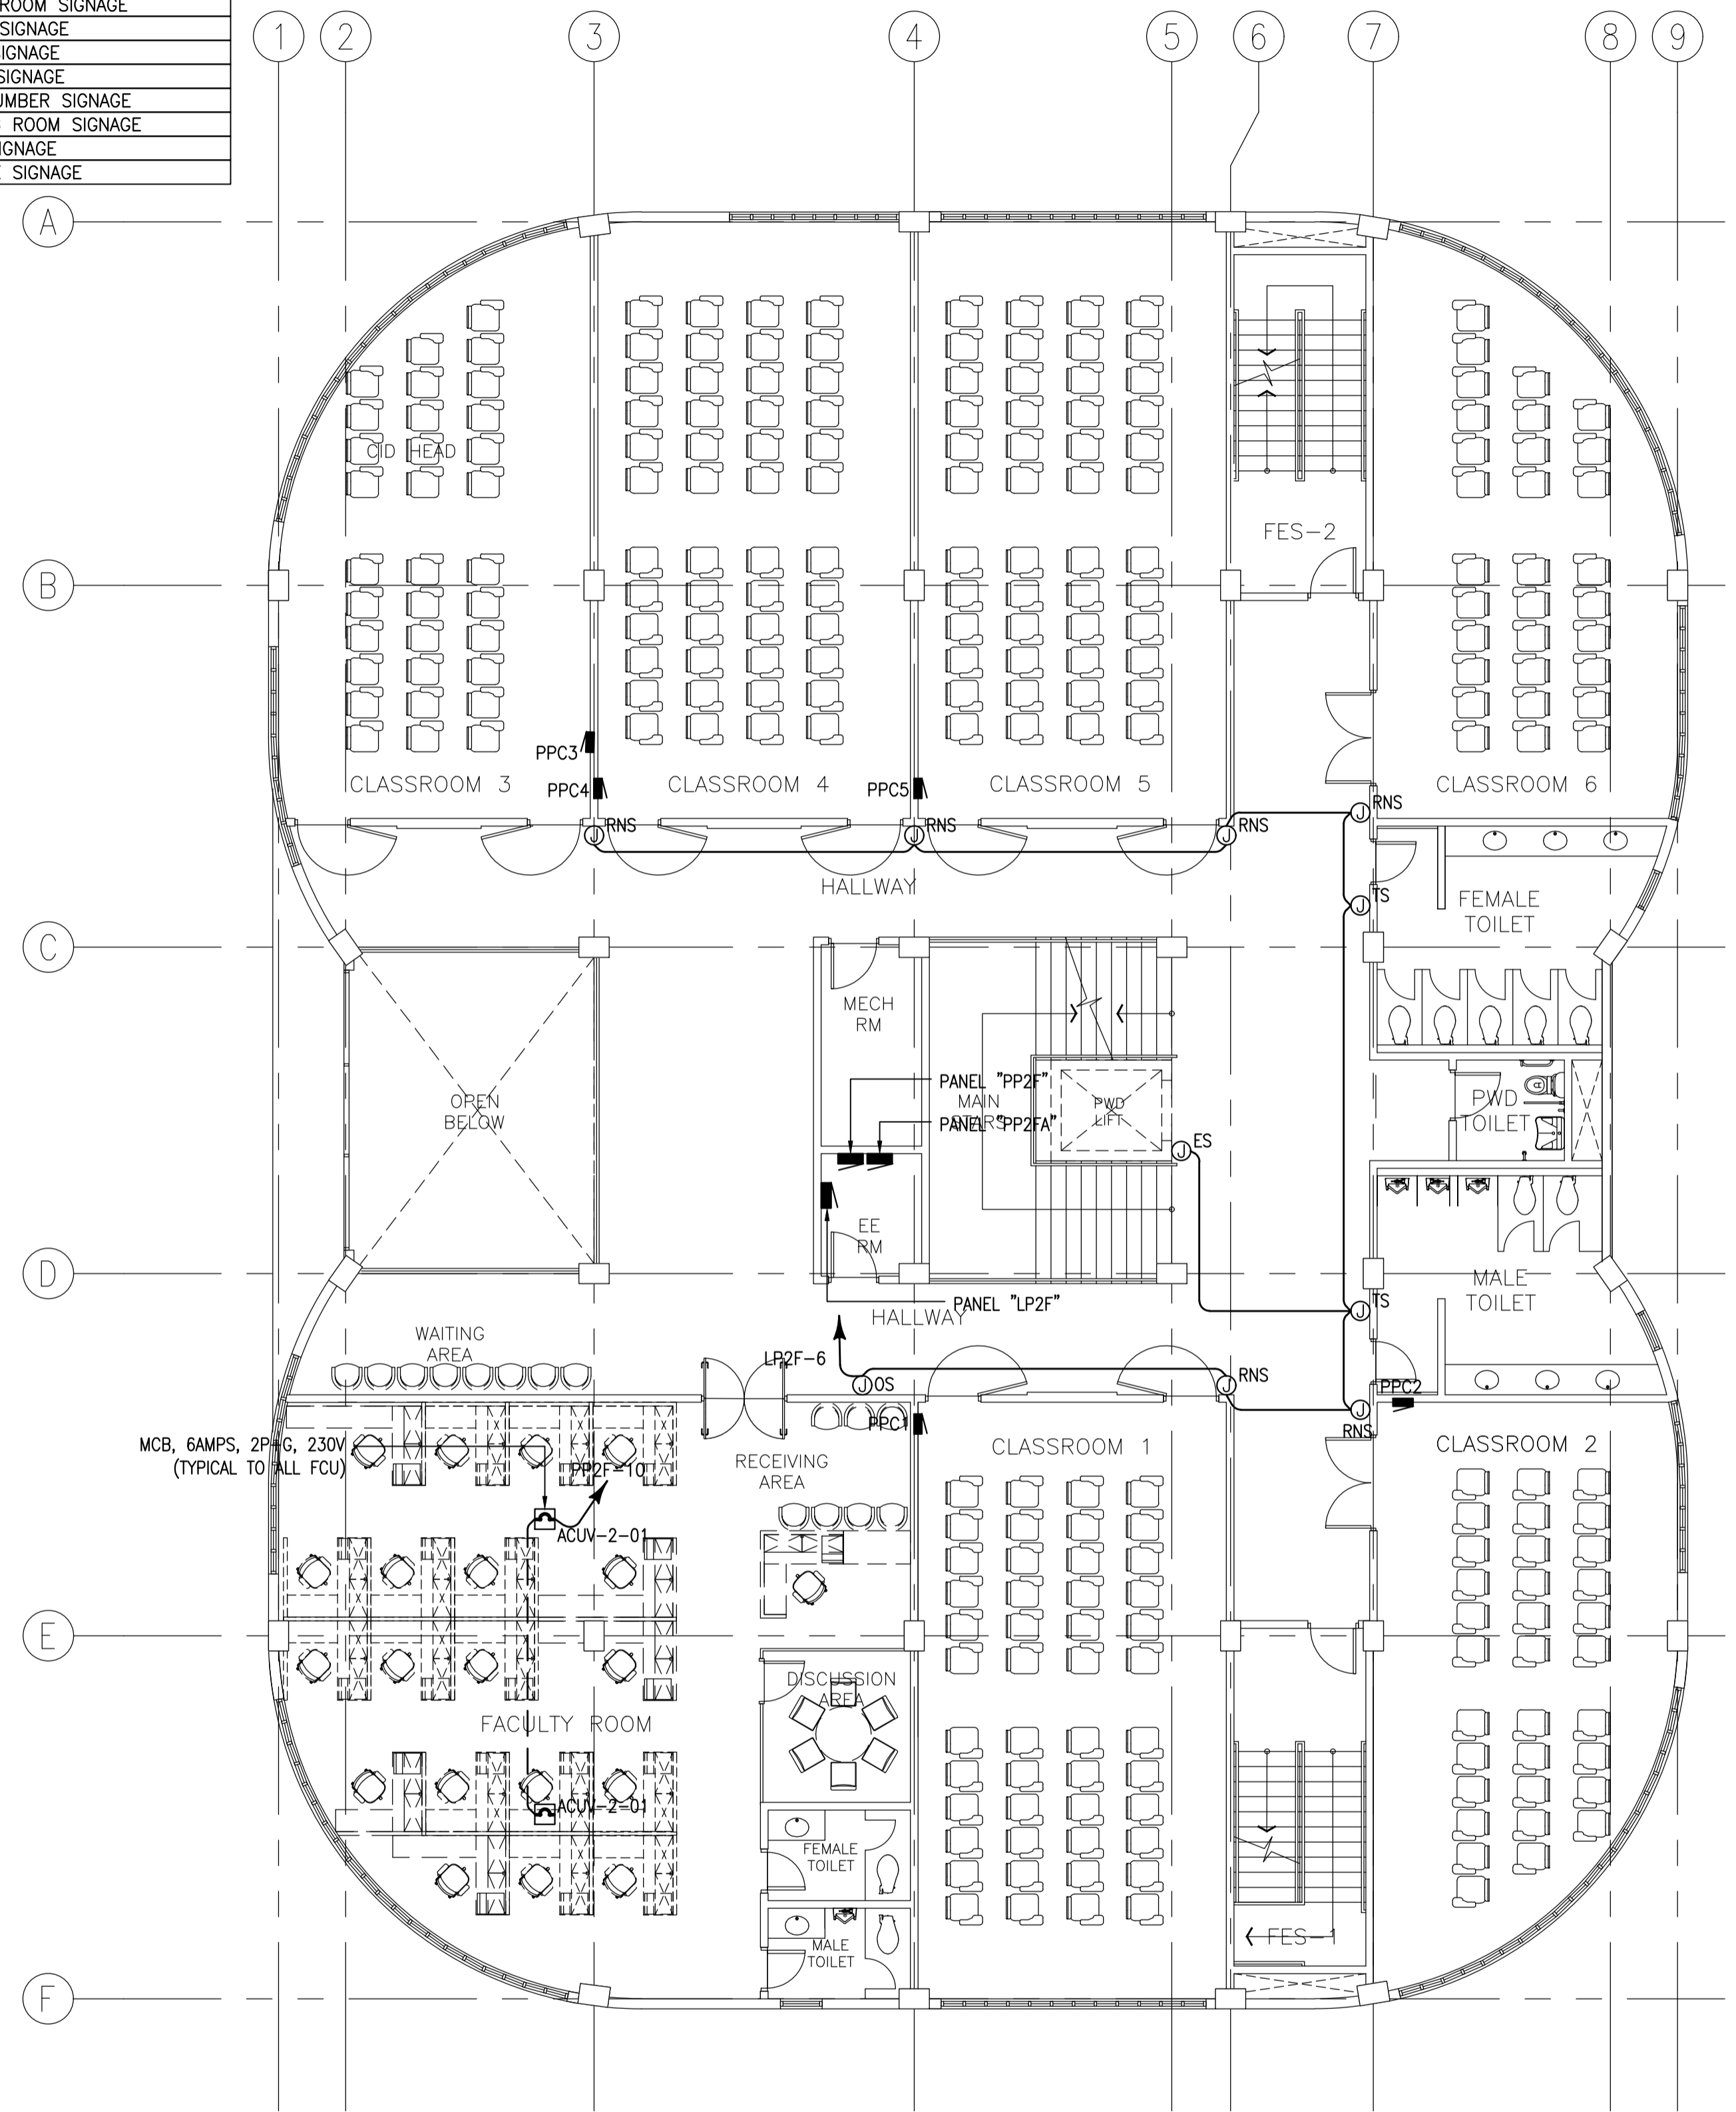 ROOM SIGNAGE
SIGNAGE
SIGNAGE
SIGNAGE
UMBER SIGNAGE
ROOM SIGNAGE
IGNAGE
SIGNAGE
1
2
3
4
5
6
7
8
9
A
CID HEAD
FES-2
B
PPC3
CLASSROOM 3
PPC4
CLASSROOM 4
PPC5
CLASSROOM 5
CLASSROOM 6
J RNS
J RNS
J RNS
J RNS
HALLWAY
J TS
FEMALE
TOILET
C
MECH
RM
OPEN
BELOW
PANEL "PP2F"
MAIN
STAIRS
PANEL "PP2FA"
PWD
LIFT
PWD
TOILET
J ES
EE
RM
D
MALE
TOILET
PANEL "LP2F"
HALLWAY
J TS
WAITING
AREA
LP2F-6
J OS
J RNS
PPC2
J
RNS
PPC1
MCB, 6AMPS, 2P+G, 230V
(TYPICAL TO ALL FCU)
PP2F-10
RECEIVING
AREA
CLASSROOM 1
CLASSROOM 2
ACUV-2-01
E
DISCUSSION
AREA
FACULTY ROOM
ACUV-2-01
FEMALE
TOILET
MALE
TOILET
FES-1
F